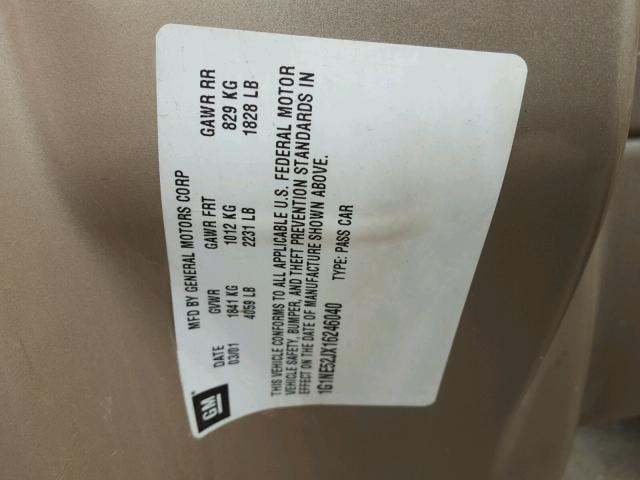 GM
MFD BY GENERAL MOTORS CORP
DATE GVWR GAWR FRT GAWR RR
03/01 1841 KG 1012 KG 829 KG
4059 LB 2231 LB 1828 LB
THIS VEHICLE CONFORMS TO ALL APPLICABLE U.S. FEDERAL MOTOR
VEHICLE SAFETY, BUMPER, AND THEFT PREVENTION STANDARDS IN
EFFECT ON THE DATE OF MANUFACTURE SHOWN ABOVE.
1G1NE52JX16246040 TYPE: PASS CAR